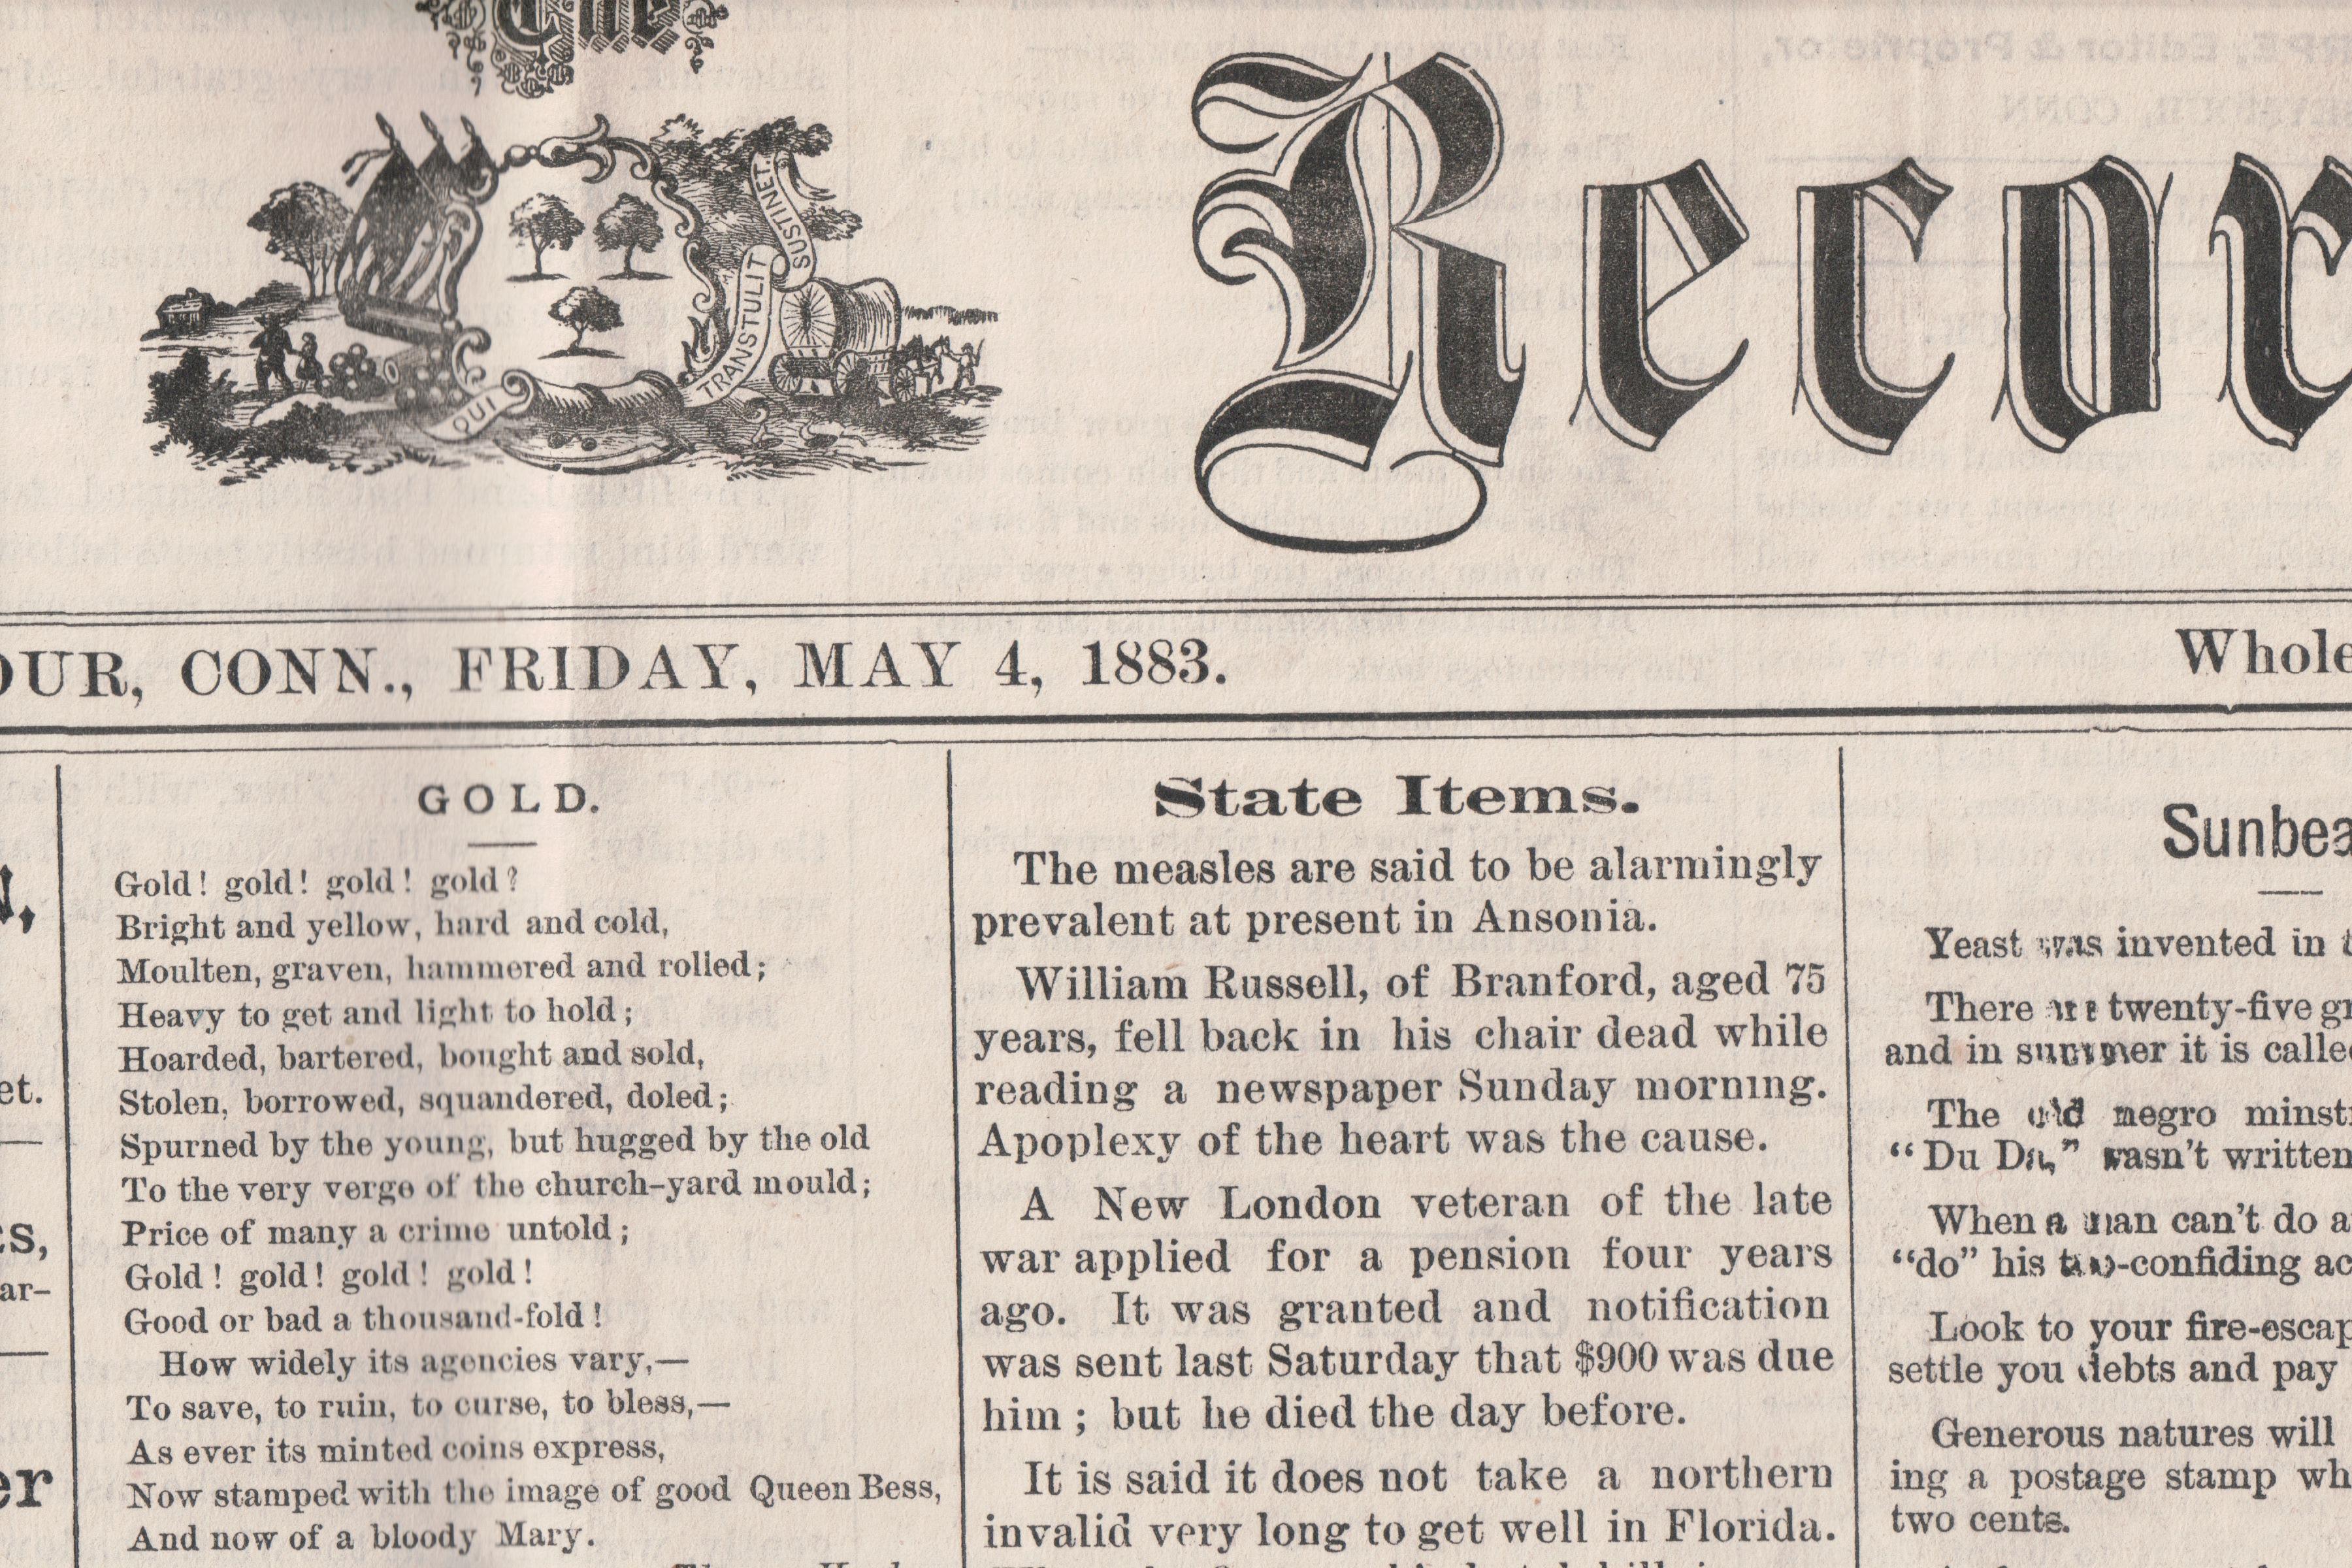 The
SUSTINET.
TRANSTULIT
QUI
Recor
OUR, CONN., FRIDAY, MAY 4, 1883.
Whole
et.
ES,
ar-
er
GOLD.
Gold! gold! gold! gold?
Bright and yellow, hard and cold,
Moulten, graven, hammered and rolled;
Heavy to get and light to hold;
Hoarded, bartered, bought and sold,
Stolen, borrowed, squandered, doled;
Spurned by the young, but hugged by the old
To the very verge of the church-yard mould;
Price of many a crime untold;
Gold! gold! gold! gold!
Good or bad a thousand-fold!
How widely its agencies vary,—
To save, to ruin, to curse, to bless,—
As ever its minted coins express,
Now stamped with the image of good Queen Bess,
And now of a bloody Mary.
State Items.
The measles are said to be alarmingly
prevalent at present in Ansonia.
William Russell, of Branford, aged 75
years, fell back in his chair dead while
reading a newspaper Sunday morning.
Apoplexy of the heart was the cause.
A New London veteran of the late
war applied for a pension four years
ago. It was granted and notification
was sent last Saturday that $900 was due
him; but he died the day before.
It is said it does not take a northern
invalid very long to get well in Florida.
Sunbea
Yeast was invented in
There are twenty-five gr
and in summer it is calle
The old negro minst
“Du Da,” wasn't written
When a man can't do a
“do” his too-confiding ac
Look to your fire-escap
settle you debts and pay
Generous natures will
ing a postage stamp wh
two cents.